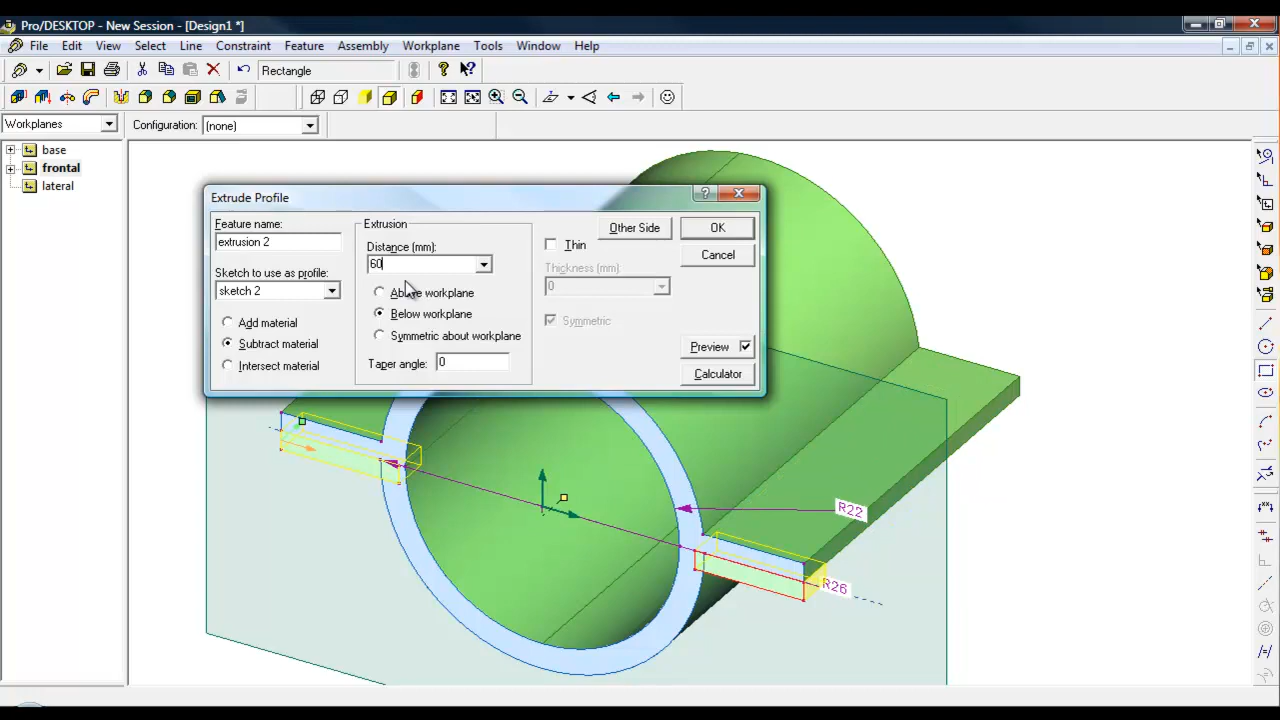 Pro/DESKTOP - New Session - [Design1 *]
File Edit View Select Line Constraint Feature Assembly Workplane Tools Window Help
Rectangle
Workplanes
Configuration: (none)
base
frontal
lateral
Extrude Profile
Feature name:
extrusion 2
Sketch to use as profile:
sketch 2
Add material
Subtract material
Intersect material
Extrusion
Distance (mm):
60
Above workplane
Below workplane
Symmetric about workplane
Taper angle: 0
Thin
Other Side
Thickness (mm):
0
Symmetric
OK
Cancel
Preview
Calculator
R22
R26